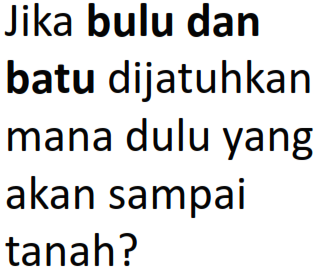 Jika bulu dan
batu dijatuhkan
mana dulu yang
akan sampai
tanah?